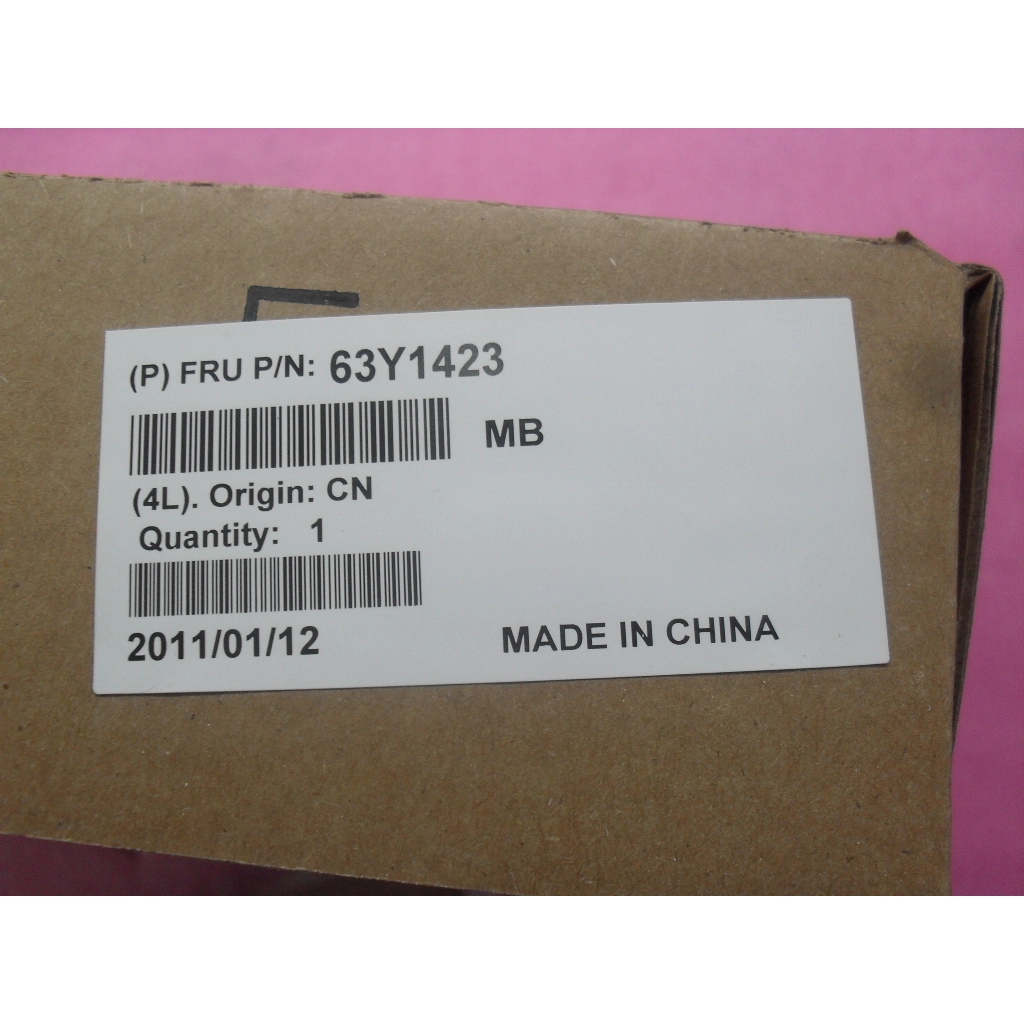 (P) FRU P/N: 63Y1423
MB
(4L). Origin: CN
Quantity: 1
2011/01/12
MADE IN CHINA